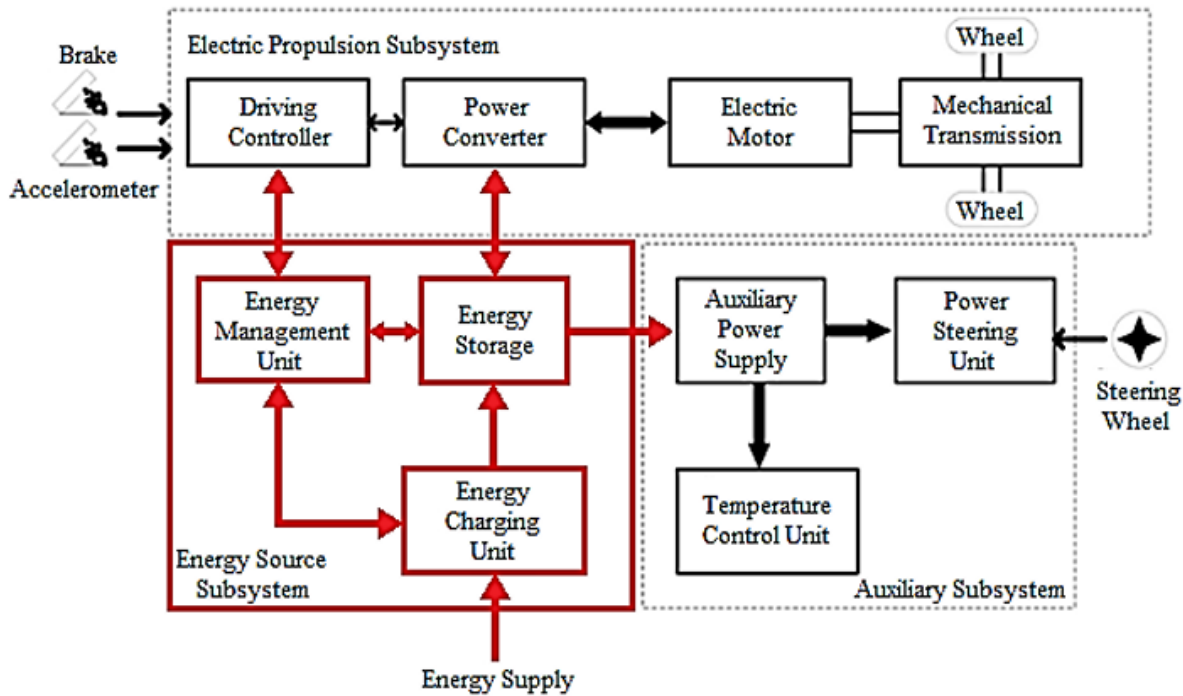 Electric Propulsion Subsystem
Brake
Accelerometer
Driving
Controller
Power
Converter
Electric
Motor
Mechanical
Transmission
Wheel
Wheel
Energy
Management
Unit
Energy
Storage
Energy
Charging
Unit
Energy Source
Subsystem
Energy Supply
Auxiliary
Power
Supply
Power
Steering
Unit
Steering
Wheel
Temperature
Control Unit
Auxiliary Subsystem